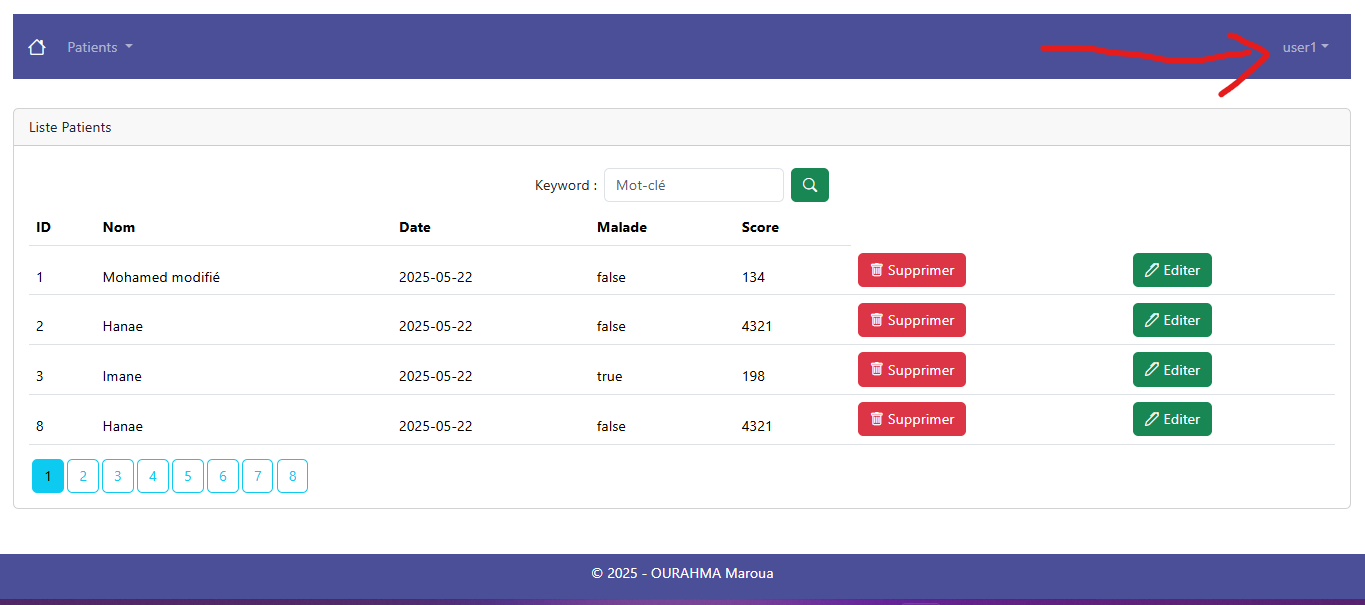 Patients user1
Liste Patients
Keyword : Mot-clé
ID Nom Date Malade Score
1 Mohamed modifié 2025-05-22 false 134 Supprimer Editer
2 Hanae 2025-05-22 false 4321 Supprimer Editer
3 Imane 2025-05-22 true 198 Supprimer Editer
8 Hanae 2025-05-22 false 4321 Supprimer Editer
1 2 3 4 5 6 7 8
© 2025 - OURAHMA Maroua